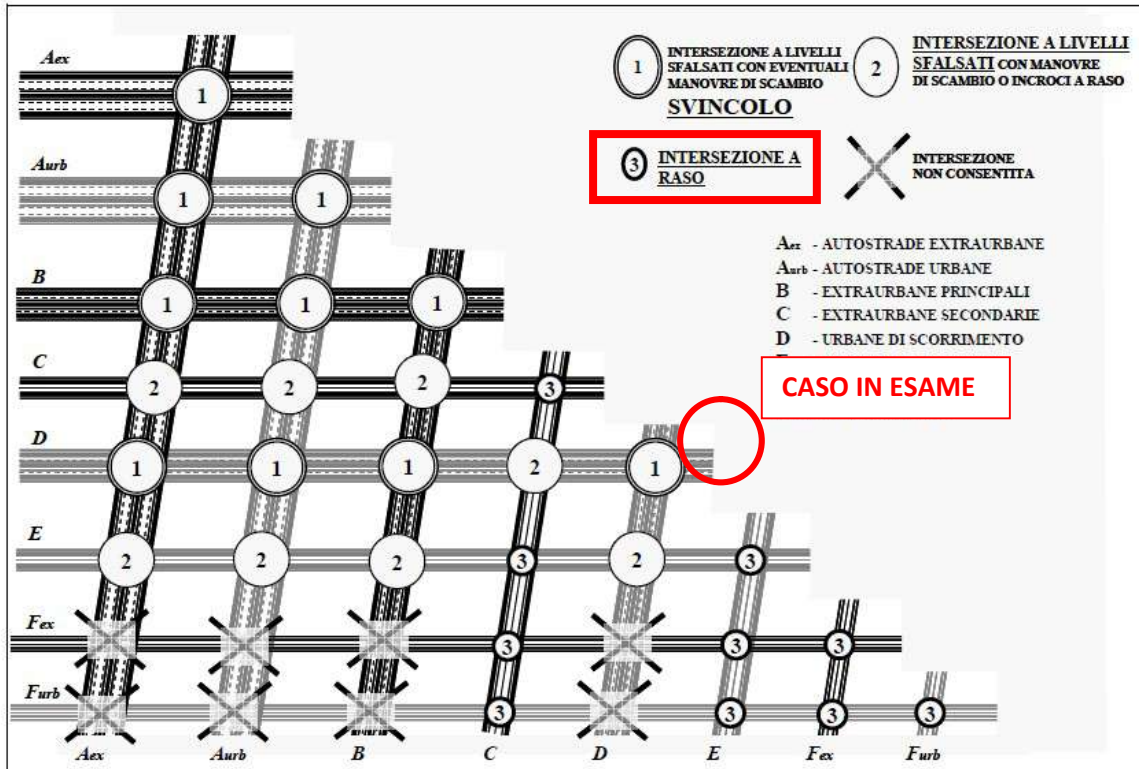 Aex
1
INTERSEZIONE A LIVELLI
SFALSATI CON EVENTUALI
MANOVRE DI SCAMBIO
SVINCOLO
2
INTERSEZIONE A LIVELLI
SFALSATI CON MANOVRE
DI SCAMBIO O INCROCI A RASO
1
3
INTERSEZIONE A
RASO
INTERSEZIONE
NON CONSENTITA
Aurb
1 1
Aex - AUTOSTRADE EXTRAURBANE
Aurb - AUTOSTRADE URBANE
B - EXTRAURBANE PRINCIPALI
C - EXTRAURBANE SECONDARIE
D - URBANE DI SCORRIMENTO
B
1 1 1
C
2 2 2 3
CASO IN ESAME
D
1 1 1 2 1
E
2 2 2 3 2 3
Fex
3 3 3
Furb
3 3 3 3
Aex Aurb B C D E Fex Furb